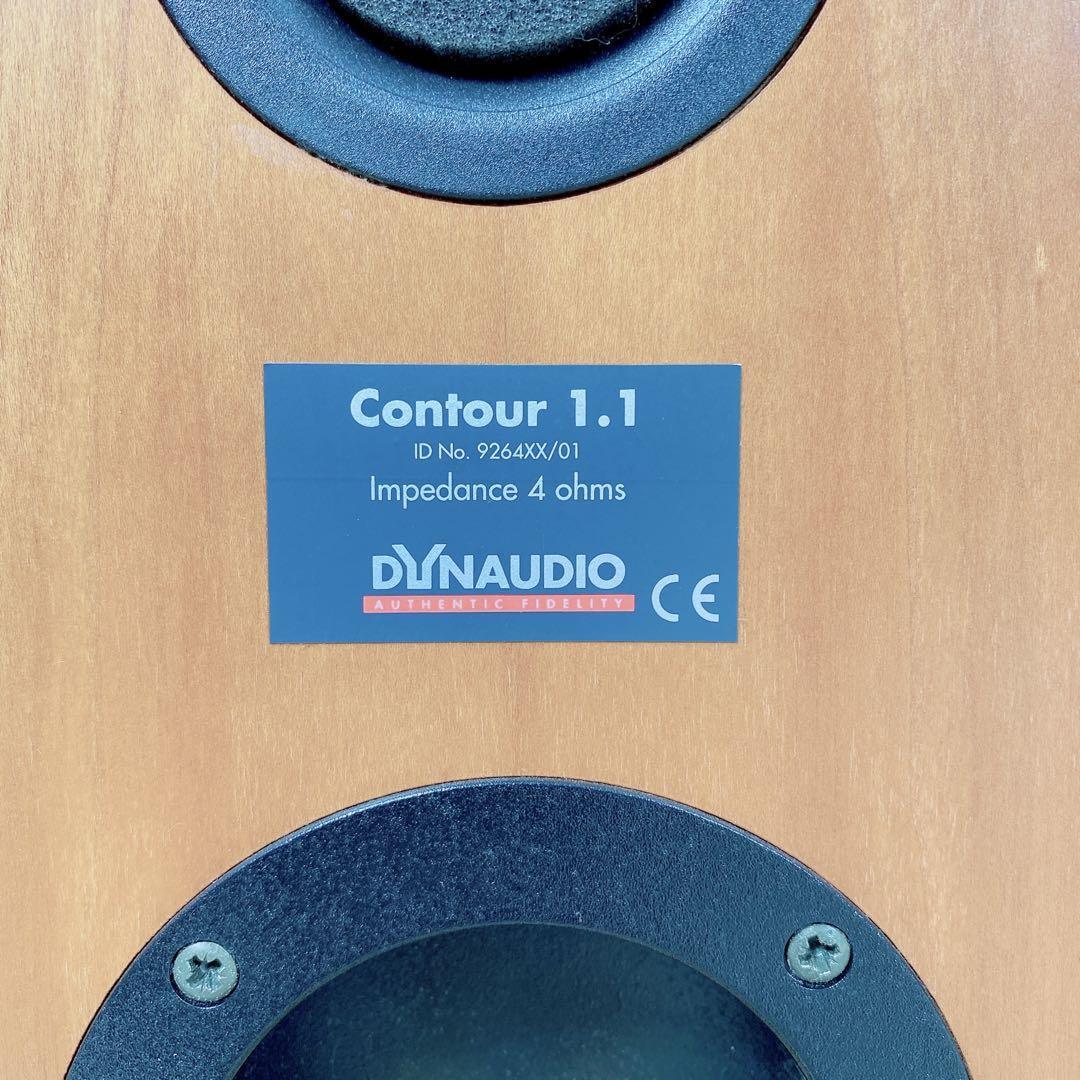 Contour 1.1
ID No. 9264XX/01
Impedance 4 ohms
DYNAUDIO
AUTHENTIC FIDELITY
CE